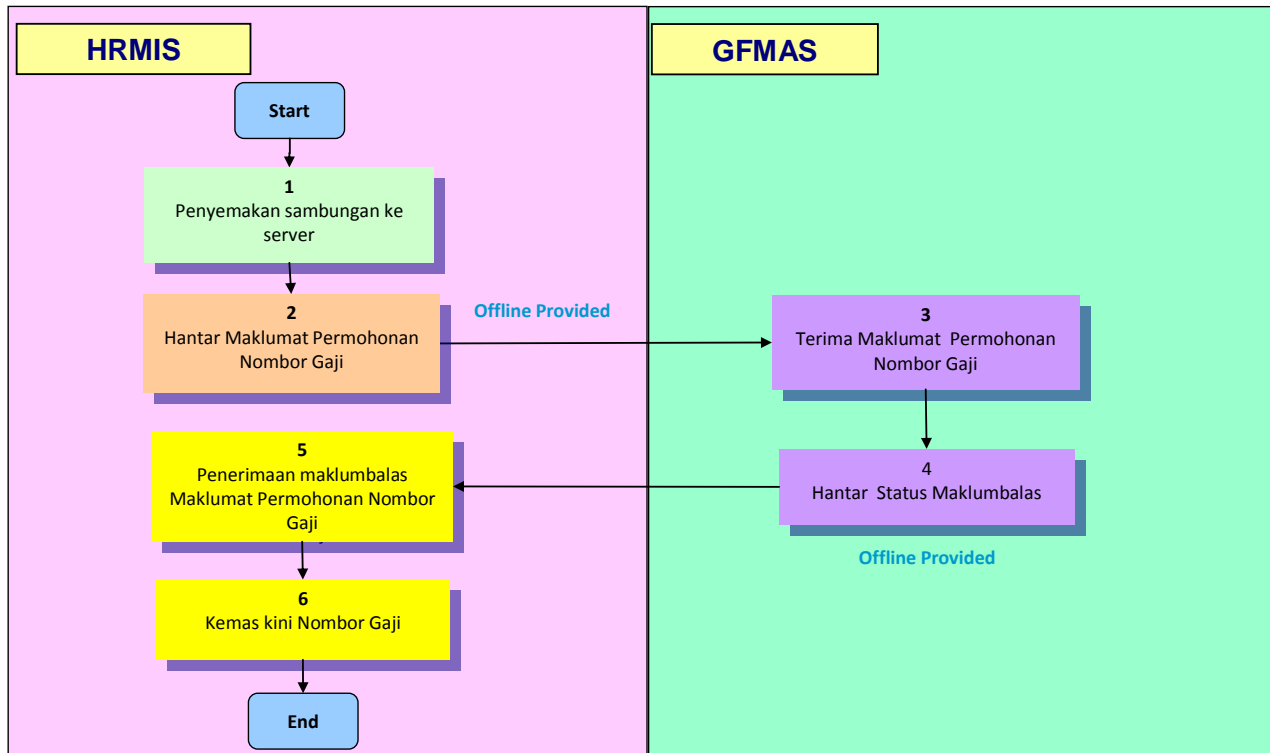 HRMIS
GFMAS
Start
1
Penyemakan sambungan ke
server
2
Hantar Maklumat Permohonan
Nombor Gaji
Offline Provided
3
Terima Maklumat Permohonan
Nombor Gaji
4
Hantar Status Maklumbalas
Offline Provided
5
Penerimaan maklumbalas
Maklumat Permohonan Nombor
Gaji
6
Kemas kini Nombor Gaji
End